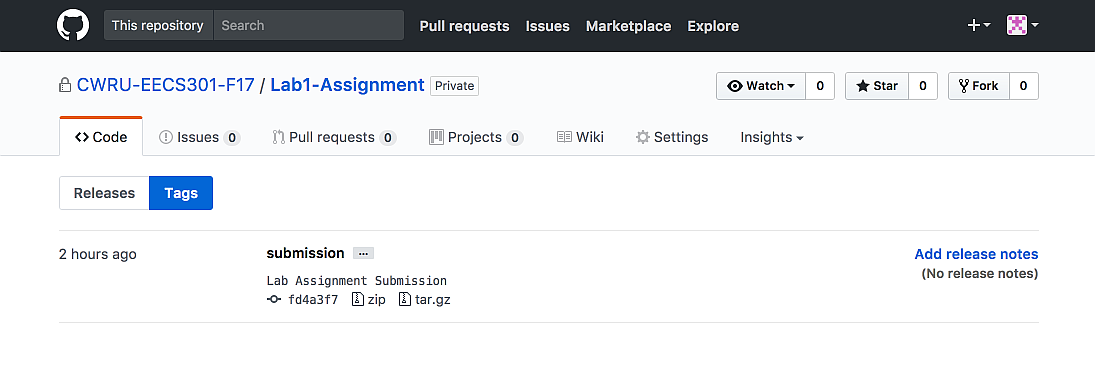 This repository Search Pull requests Issues Marketplace Explore
CWRU-EECS301-F17 / Lab1-Assignment Private Watch 0 Star 0 Fork 0
Code Issues 0 Pull requests 0 Projects 0 Wiki Settings Insights
Releases Tags
2 hours ago submission ... Add release notes
(No release notes)
Lab Assignment Submission
fd4a3f7 zip tar.gz